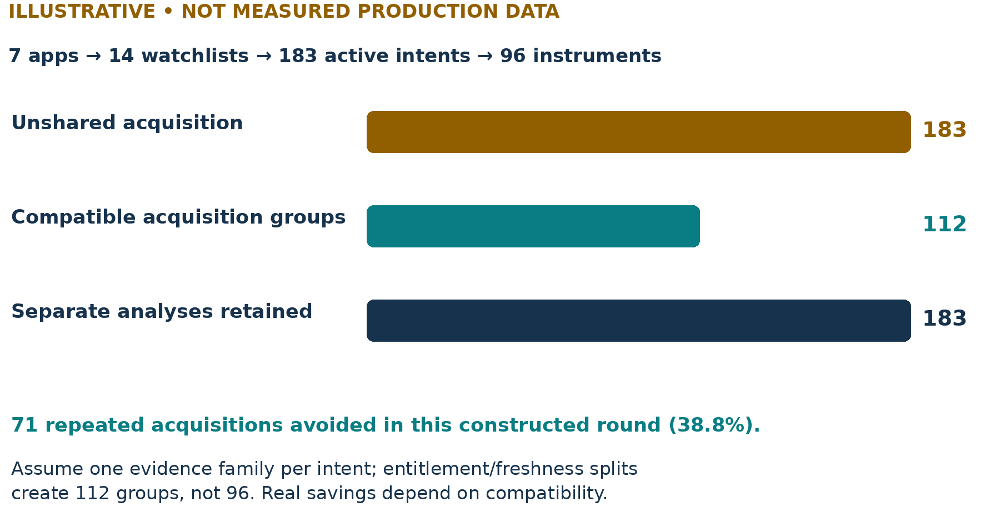 ILLUSTRATIVE • NOT MEASURED PRODUCTION DATA
7 apps → 14 watchlists → 183 active intents → 96 instruments
Unshared acquisition 183
Compatible acquisition groups 112
Separate analyses retained 183
71 repeated acquisitions avoided in this constructed round (38.8%).
Assume one evidence family per intent; entitlement/freshness splits
create 112 groups, not 96. Real savings depend on compatibility.